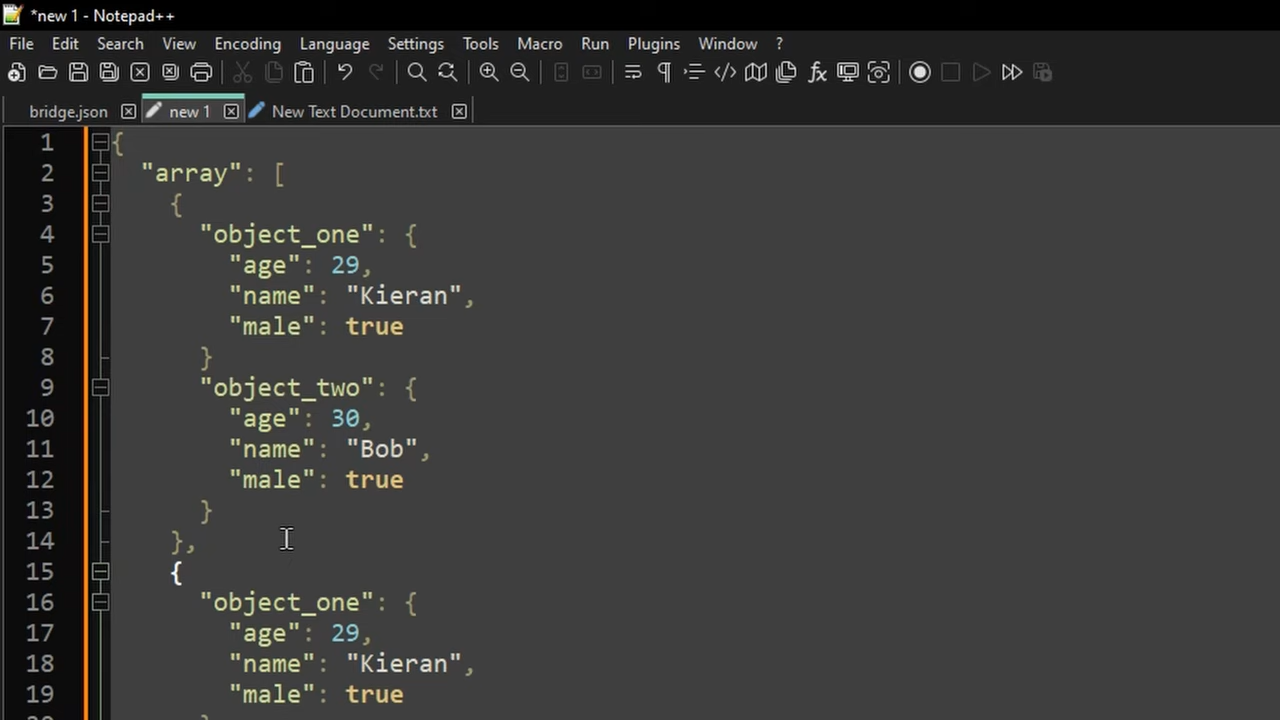 *new 1 - Notepad++
File Edit Search View Encoding Language Settings Tools Macro Run Plugins Window ?
bridge.json new 1 New Text Document.txt
1 {
2 "array": [
3 {
4 "object_one": {
5 "age": 29,
6 "name": "Kieran",
7 "male": true
8 }
9 "object_two": {
10 "age": 30,
11 "name": "Bob",
12 "male": true
13 }
14 },
15 {
16 "object_one": {
17 "age": 29,
18 "name": "Kieran",
19 "male": true